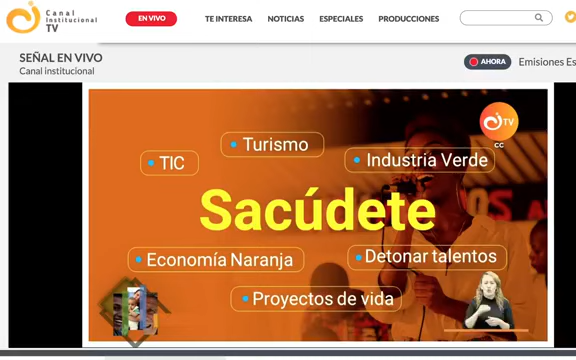 Canal
Institucional
TV
EN VIVO
TE INTERESA
NOTICIAS
ESPECIALES
PRODUCCIONES
SEÑAL EN VIVO
Canal institucional
AHORA
Emisiones Es
TV
CC
Turismo
TIC
Industria Verde
Sacúdete
Economía Naranja
Detonar talentos
Proyectos de vida